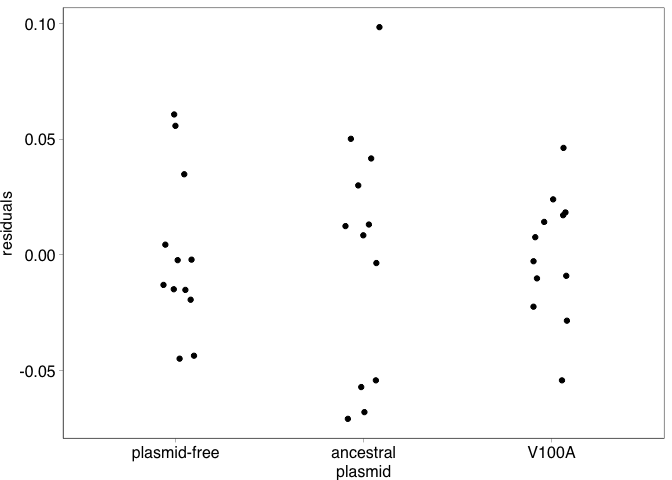 0.10
0.05
0.00
-0.05
residuals
plasmid-free
ancestral
V100A
plasmid